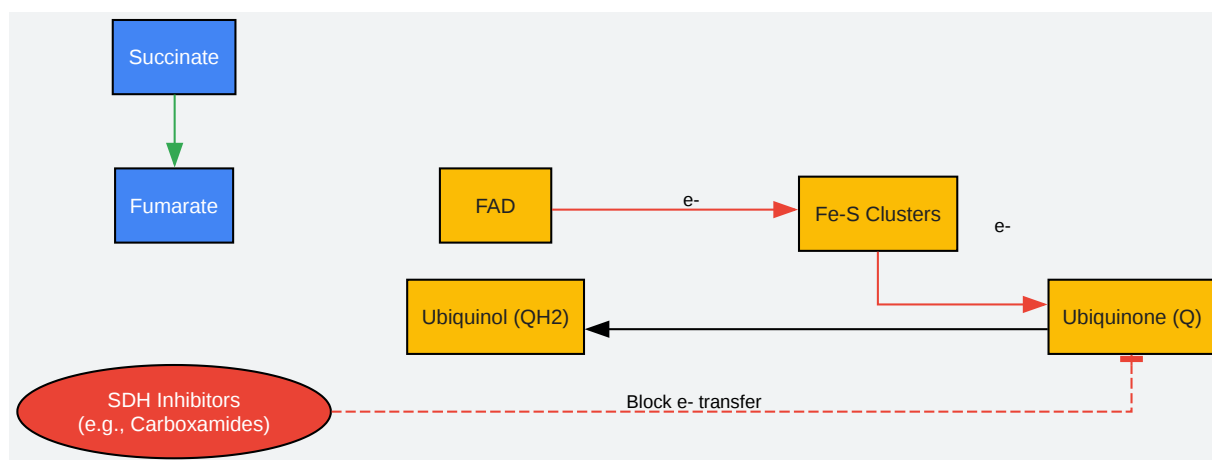 Succinate
Fumarate
FAD
e-
Fe-S Clusters
e-
Ubiquinol (QH2)
Ubiquinone (Q)
SDH Inhibitors
(e.g., Carboxamides)
Block e- transfer